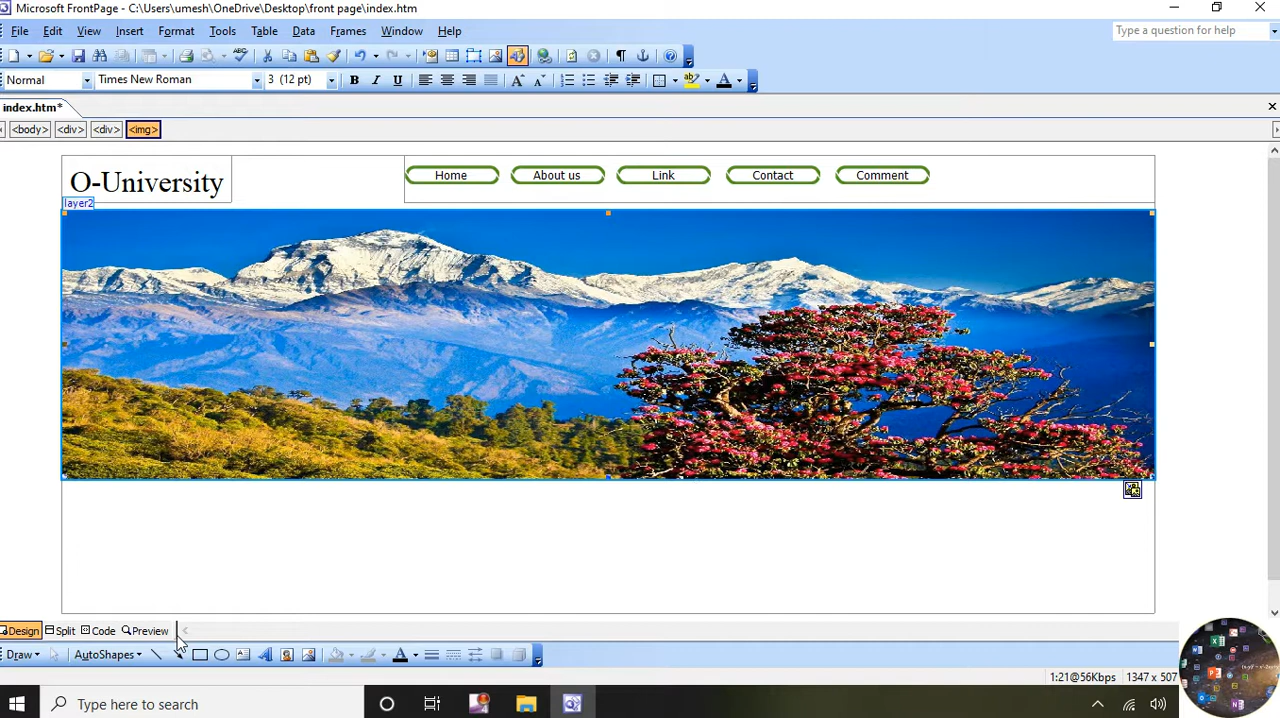 Microsoft FrontPage - C:\Users\umesh\OneDrive\Desktop\front page\index.htm
File Edit View Insert Format Tools Table Data Frames Window Help
Type a question for help
Normal Times New Roman 3 (12 pt) B I U A A A
index.htm*
<body> <div> <div> <img>
O-University
Home About us Link Contact Comment
layer2
Design Split Code Preview
Draw AutoShapes A
1:21@56Kbps 1347 x 507
Type here to search